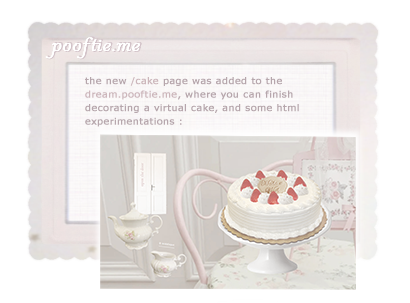 pooftie.me
the new /cake page was added to the
dream.pooftie.me, where you can finish
decorating a virtual cake, and some html
experimentations :